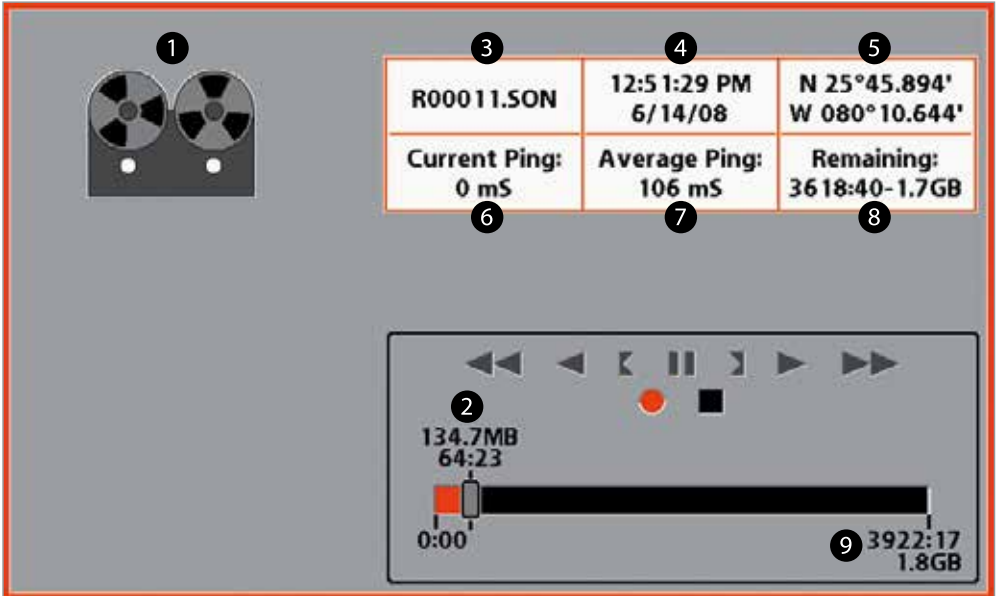 1
3
4
5
R00011.SON
12:51:29 PM
6/14/08
N 25°45.894'
W 080°10.644'
Current Ping:
0 mS
Average Ping:
106 mS
Remaining:
3618:40-1.7GB
6
7
8
2
134.7MB
64:23
0:00
9
3922:17
1.8GB